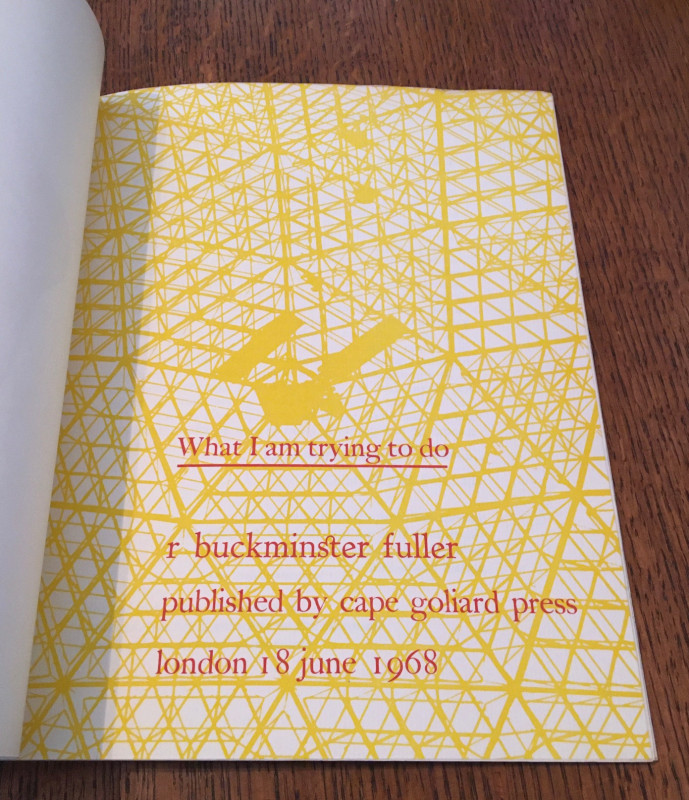 What I am trying to do
r buckminster fuller
published by cape goliard press
london 18 june 1968